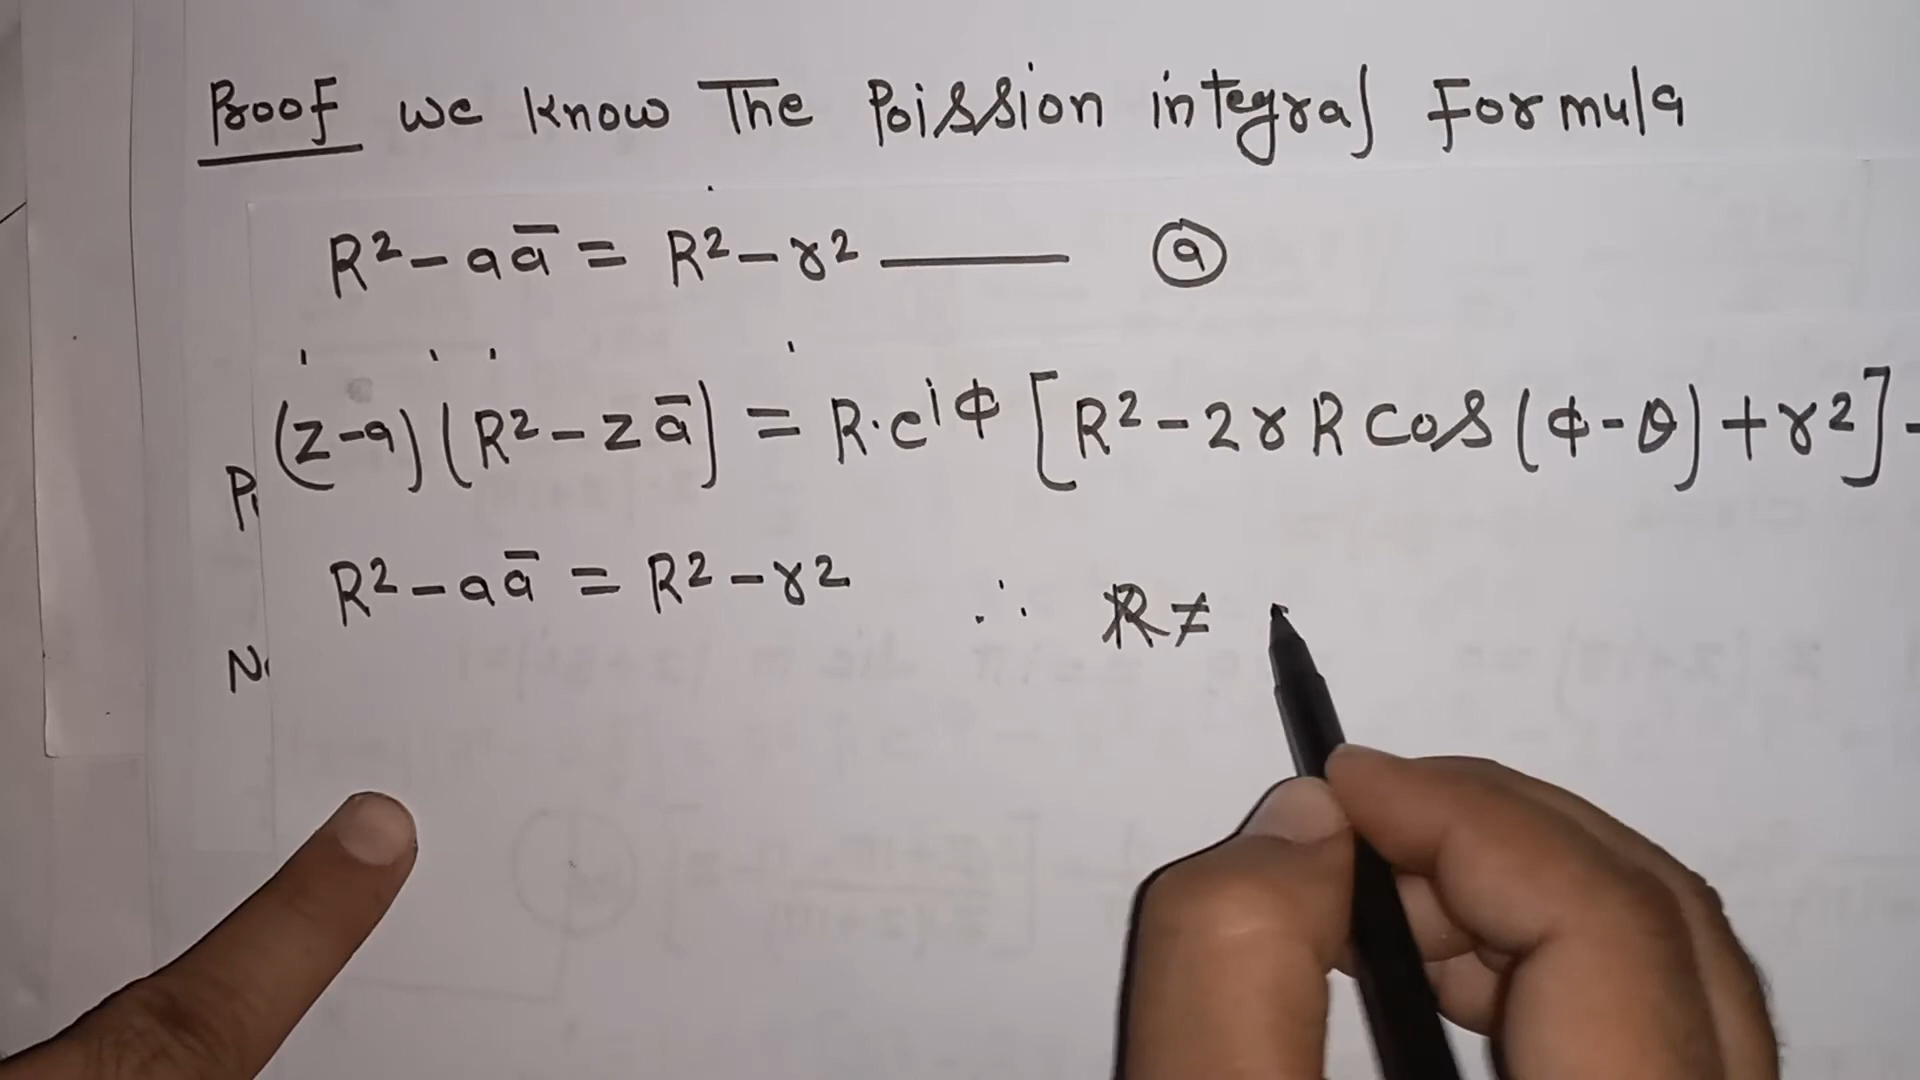 Proof we know The Poission integral Formula
R² - aā = R² - r² ——— ⓐ
(z-a)(R² - zā) = R.e^iϕ [R² - 2rR cos(ϕ-θ) + r²] -
P
R² - aā = R² - r² ∴ R ≠
N